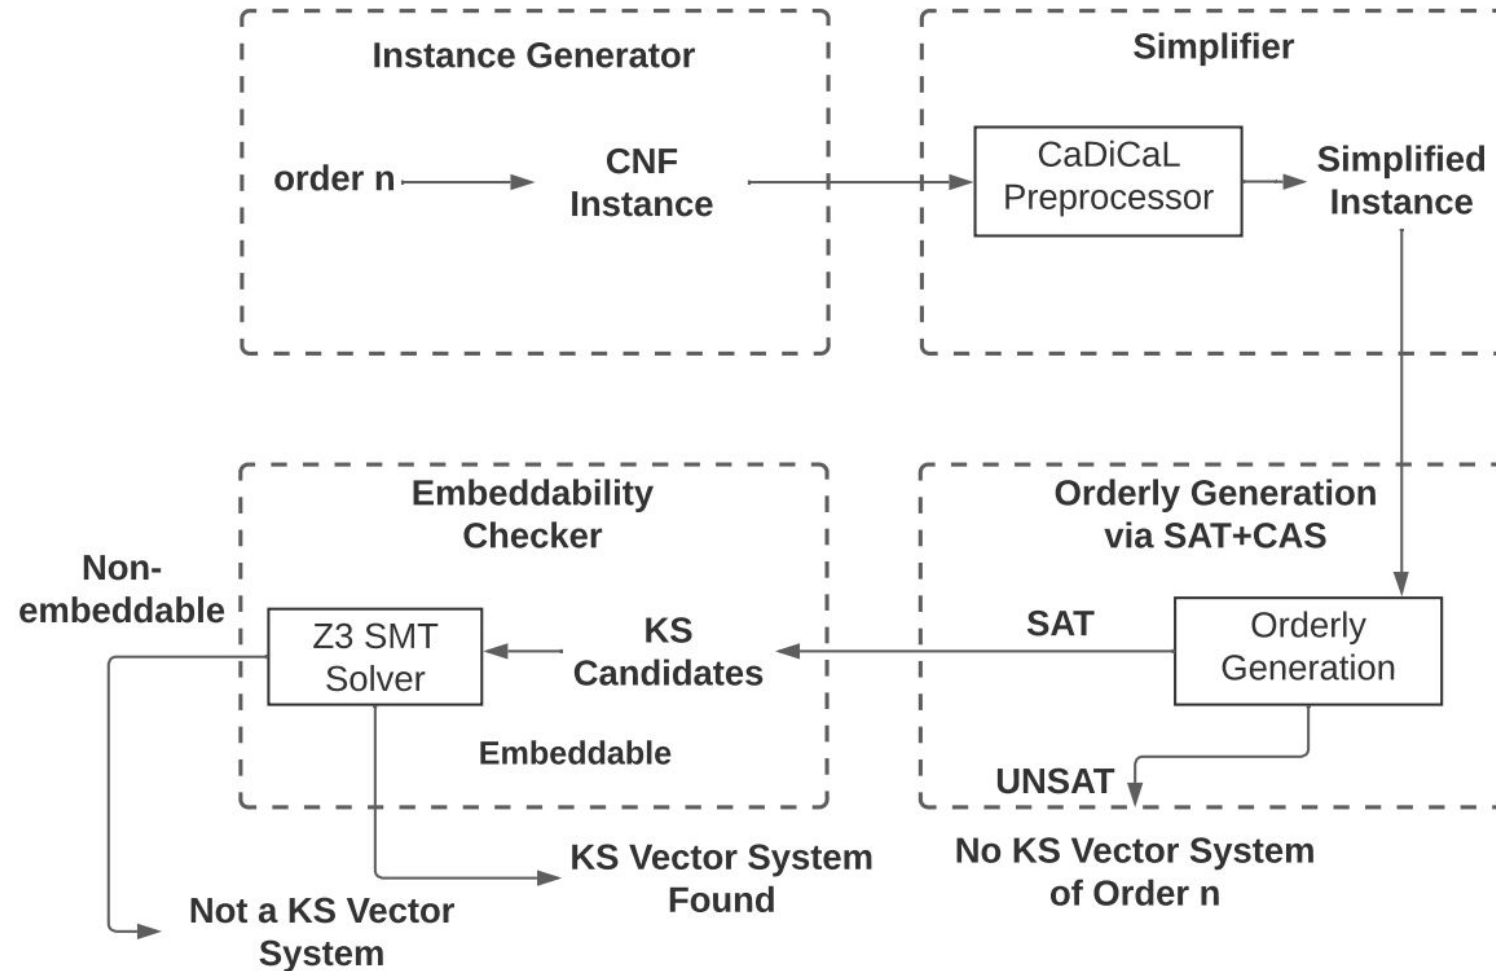 Instance Generator
order n
CNF
Instance
Simplifier
CaDiCaL
Preprocessor
Simplified
Instance
Orderly Generation
via SAT+CAS
Orderly
Generation
SAT
UNSAT
No KS Vector System
of Order n
Embeddability
Checker
KS
Candidates
Z3 SMT
Solver
Embeddable
Non-
embeddable
KS Vector System
Found
Not a KS Vector
System